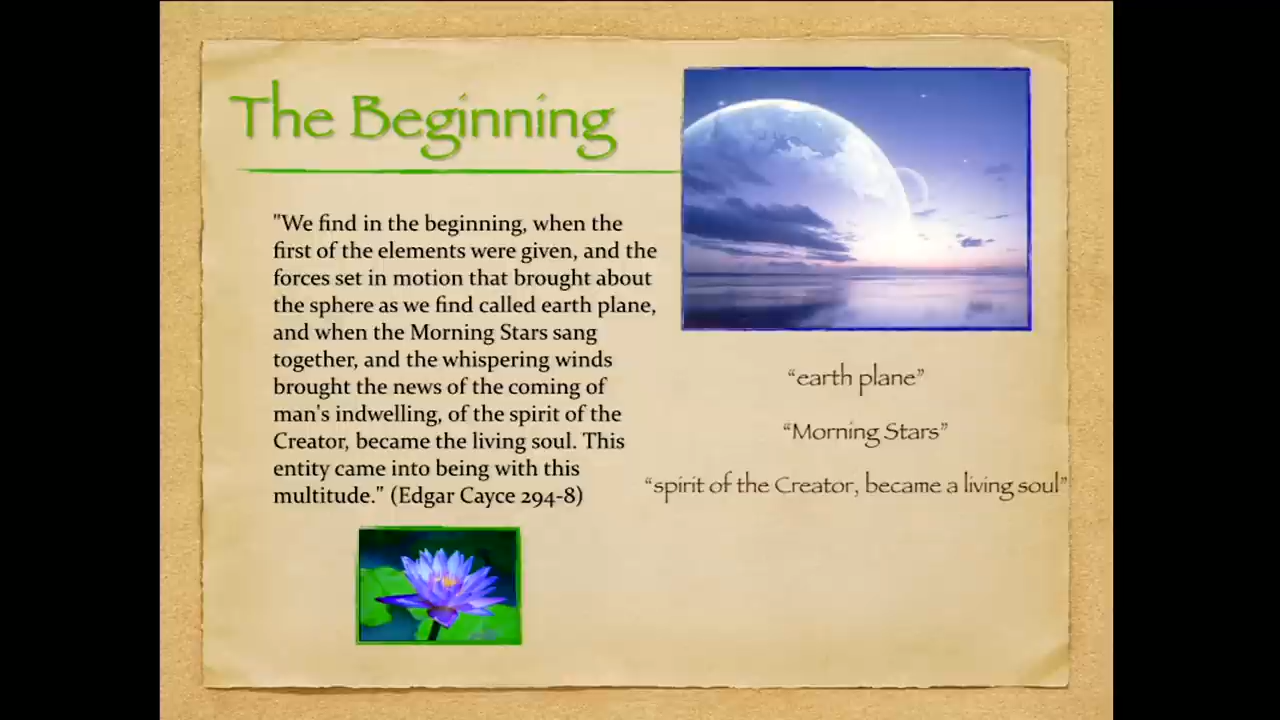 The Beginning
"We find in the beginning, when the
first of the elements were given, and the
forces set in motion that brought about
the sphere as we find called earth plane,
and when the Morning Stars sang
together, and the whispering winds
brought the news of the coming of
man's indwelling, of the spirit of the
Creator, became the living soul. This
entity came into being with this
multitude." (Edgar Cayce 294-8)
“earth plane”
“Morning Stars”
“spirit of the Creator, became a living soul”